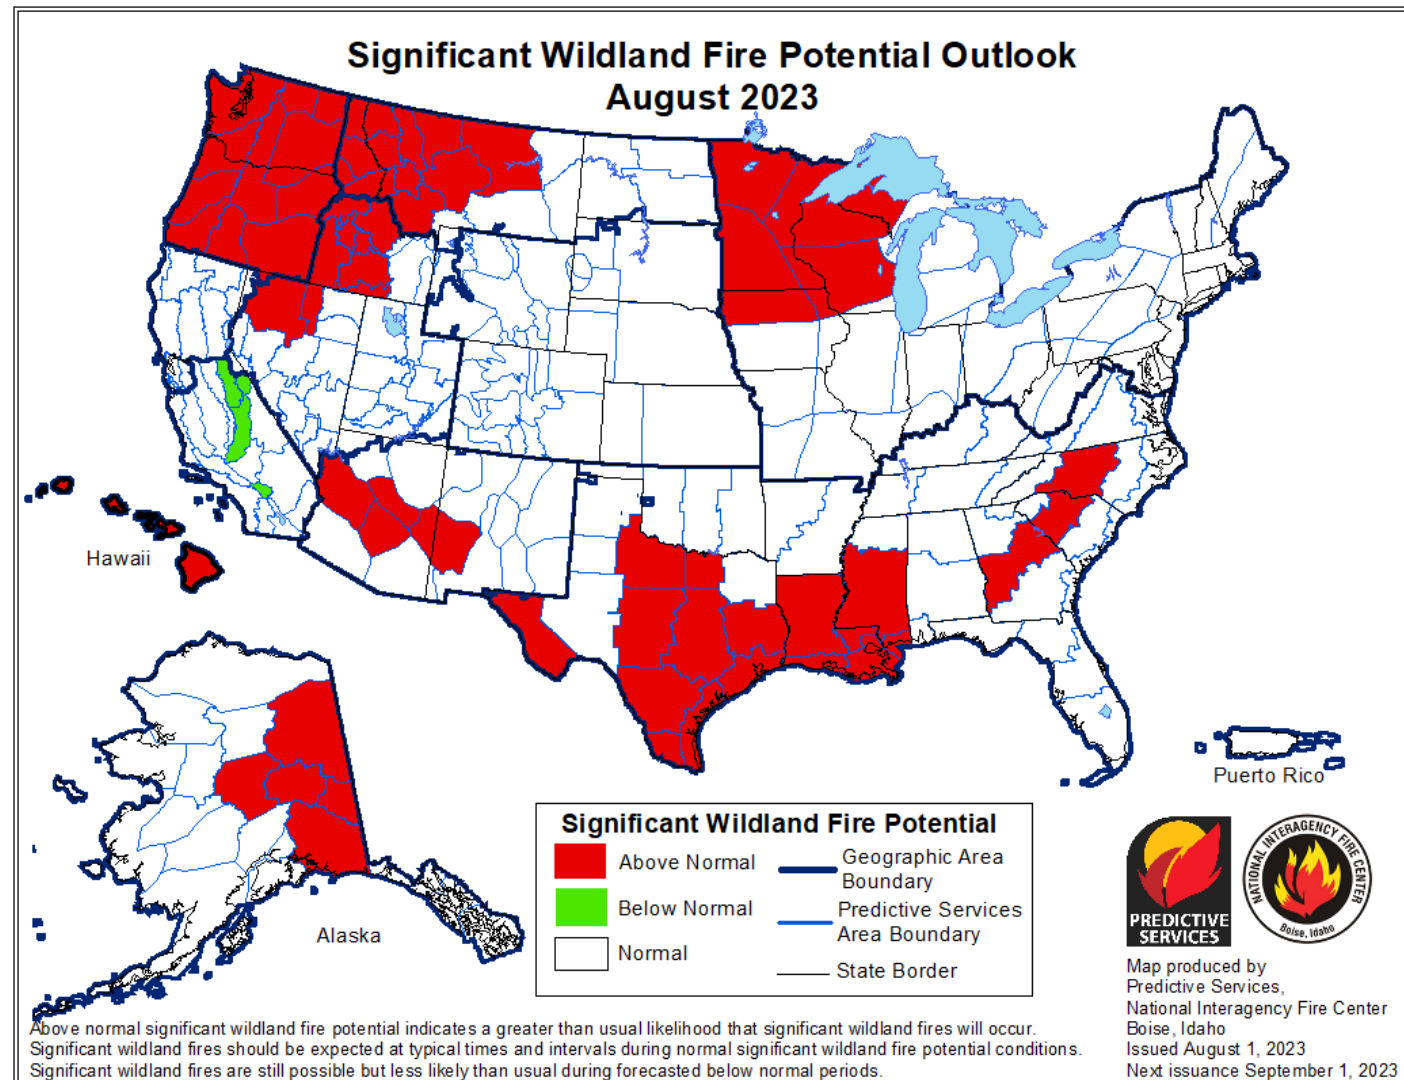 Significant Wildland Fire Potential Outlook
August 2023
Hawaii
Alaska
Puerto Rico
Significant Wildland Fire Potential
Above Normal
Below Normal
Normal
Geographic Area
Boundary
Predictive Services
Area Boundary
State Border
PREDICTIVE
SERVICES
NATIONAL INTERAGENCY FIRE CENTER
Boise, Idaho
Map produced by
Predictive Services,
National Interagency Fire Center
Boise, Idaho
Issued August 1, 2023
Next issuance September 1, 2023
Above normal significant wildland fire potential indicates a greater than usual likelihood that significant wildland fires will occur.
Significant wildland fires should be expected at typical times and intervals during normal significant wildland fire potential conditions.
Significant wildland fires are still possible but less likely than usual during forecasted below normal periods.